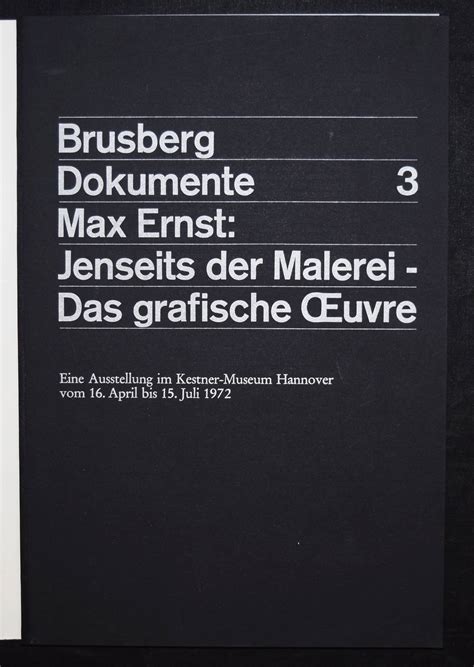 Brusberg
Dokumente 3
Max Ernst:
Jenseits der Malerei -
Das grafische Œuvre
Eine Ausstellung im Kestner-Museum Hannover
vom 16. April bis 15. Juli 1972